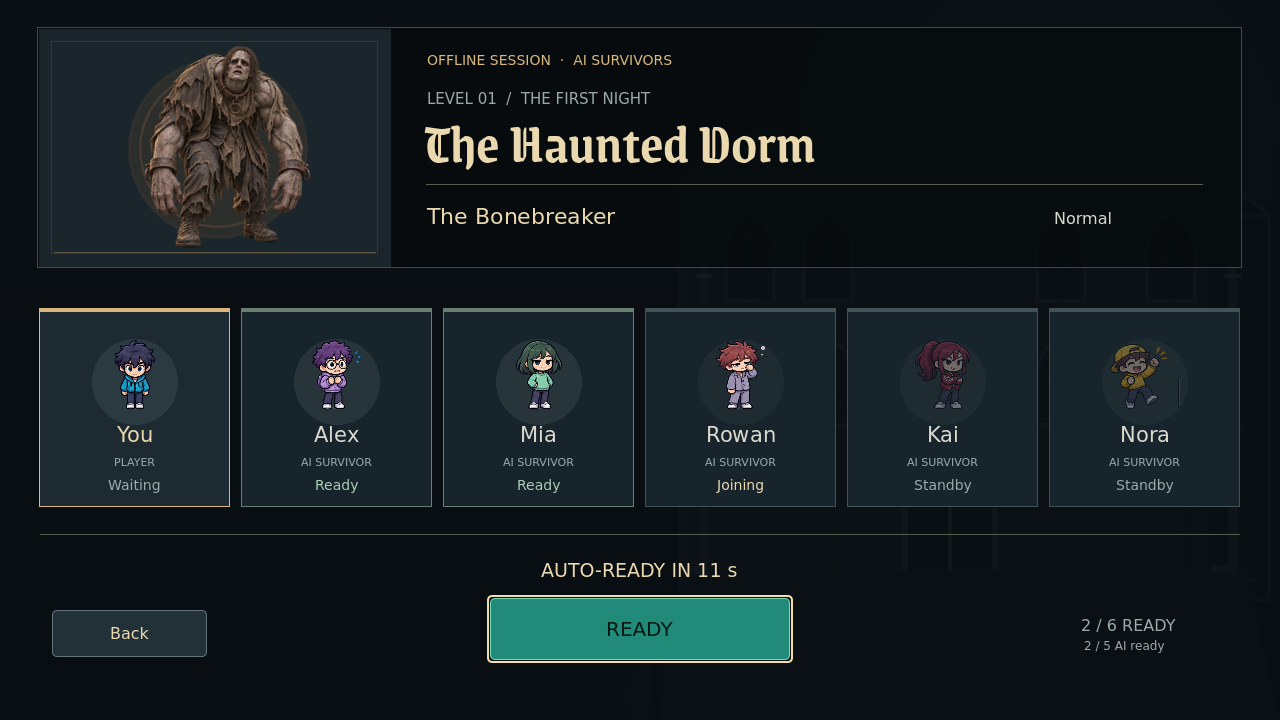 OFFLINE SESSION · AI SURVIVORS
LEVEL 01 / THE FIRST NIGHT
The Haunted Dorm
The Bonebreaker
Normal
You
PLAYER
Waiting
Alex
AI SURVIVOR
Ready
Mia
AI SURVIVOR
Ready
Rowan
AI SURVIVOR
Joining
Kai
AI SURVIVOR
Standby
Nora
AI SURVIVOR
Standby
AUTO-READY IN 11 s
Back
READY
2 / 6 READY
2 / 5 AI ready